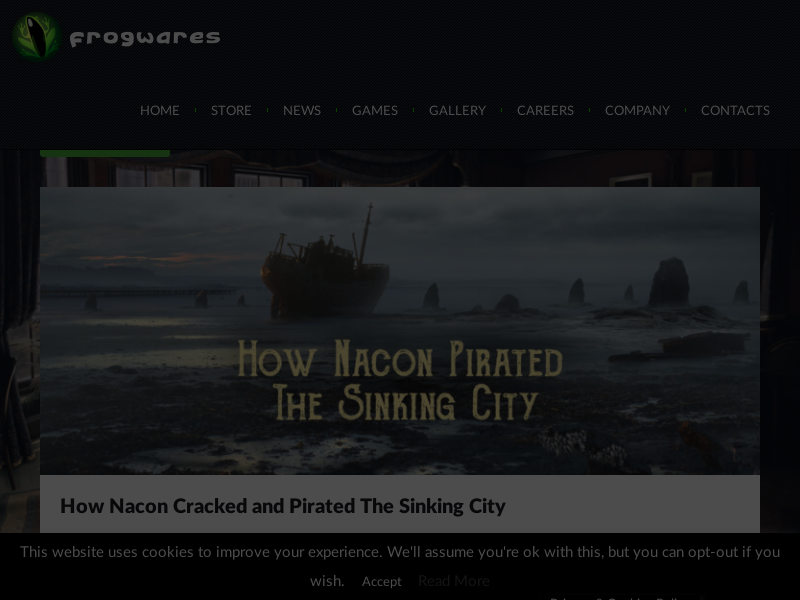 frogwares
HOME STORE NEWS GAMES GALLERY CAREERS COMPANY CONTACTS
How Nacon Pirated
The Sinking City
How Nacon Cracked and Pirated The Sinking City
This website uses cookies to improve your experience. We'll assume you're ok with this, but you can opt-out if you
wish. Accept Read More